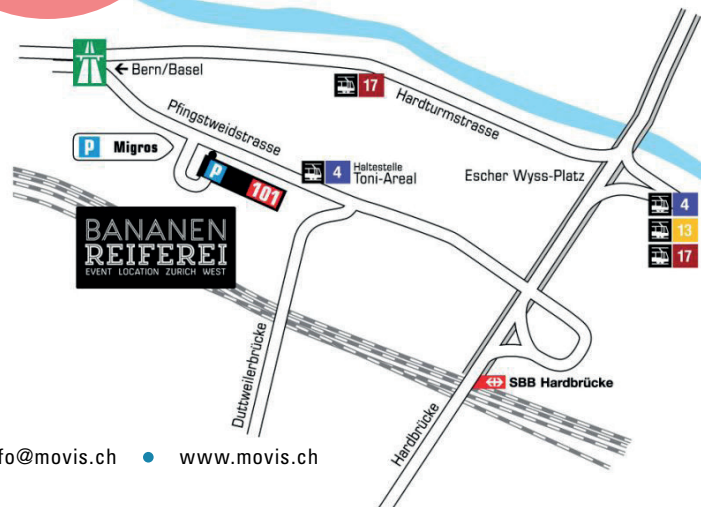 Bern/Basel
17
Hardturmstrasse
Pfingstweidstrasse
P Migros
P 101
4 Haltestelle
Toni-Areal
Escher Wyss-Platz
4
13
17
BANANEN
REIFEREI
EVENT LOCATION ZURICH WEST
Duttweilerbrücke
SBB Hardbrücke
Hardbrücke
fo@movis.ch • www.movis.ch